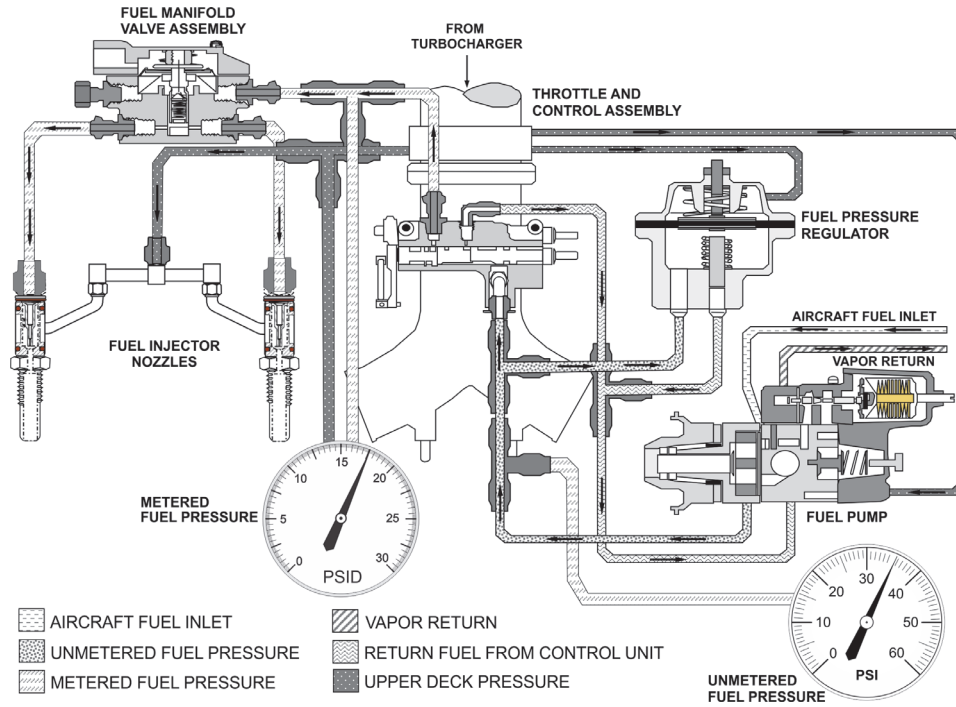 FUEL MANIFOLD
VALVE ASSEMBLY
FROM
TURBOCHARGER
THROTTLE AND
CONTROL ASSEMBLY
FUEL PRESSURE
REGULATOR
AIRCRAFT FUEL INLET
VAPOR RETURN
FUEL INJECTOR
NOZZLES
FUEL PUMP
METERED
FUEL PRESSURE
0
5
10
15
20
25
30
PSID
UNMETERED
FUEL PRESSURE
0
10
20
30
40
50
60
PSI
AIRCRAFT FUEL INLET
UNMETERED FUEL PRESSURE
METERED FUEL PRESSURE
VAPOR RETURN
RETURN FUEL FROM CONTROL UNIT
UPPER DECK PRESSURE